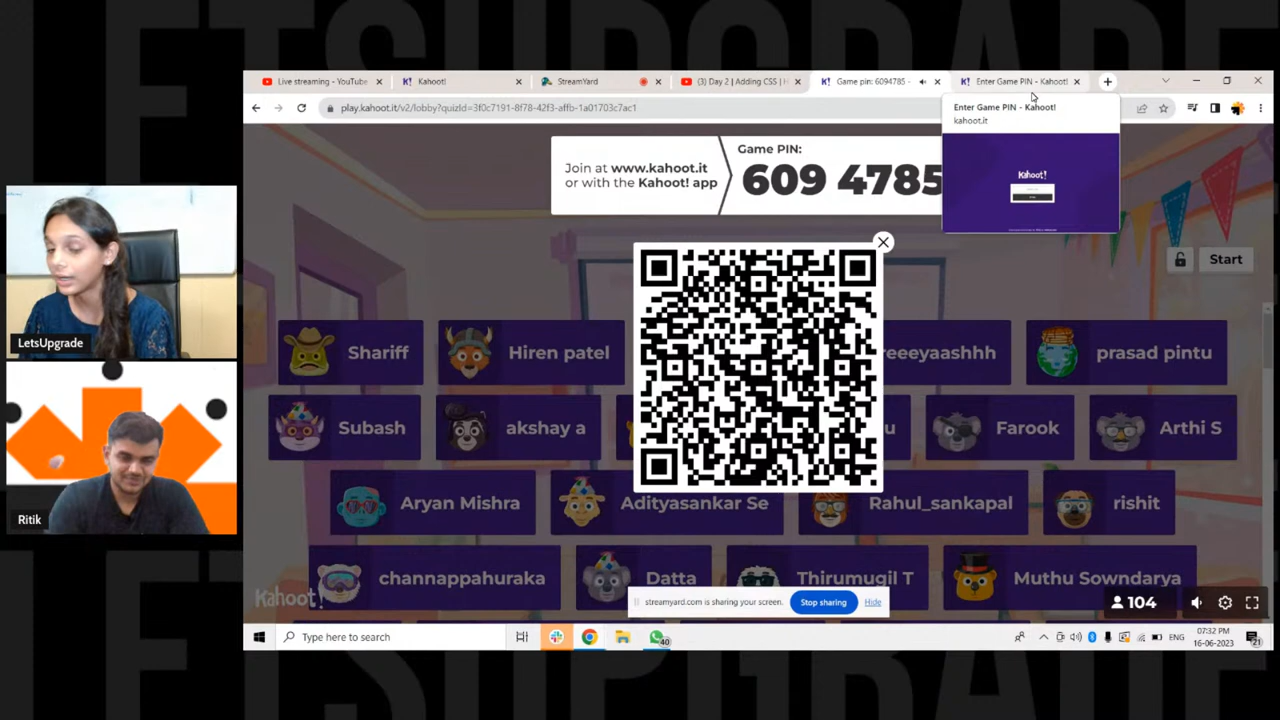 LETSUPGRADE
Live streaming - YouTube
Kahoot!
StreamYard
(3) Day 2 | Adding CSS | H
Game pin: 6094785 -
Enter Game PIN - Kahoot!
play.kahoot.it/v2/lobby?quizId=3f0c7191-8f78-42f3-affb-1a01703c7ac1
Enter Game PIN - Kahoot!
kahoot.it
Kahoot!
Join at www.kahoot.it
or with the Kahoot! app
Game PIN:
609 4785
Start
Shariff
Hiren patel
reeeyaashhh
prasad pintu
Subash
akshay a
u
Farook
Arthi S
Aryan Mishra
Adityasankar Se
Rahul_sankapal
rishit
channappahuraka
Datta
Thirumugil T
Muthu Sowndarya
Kahoot!
streamyard.com is sharing your screen.
Stop sharing
Hide
104
LetsUpgrade
Ritik
Type here to search
40
ENG
07:32 PM
16-06-2023
21
LETSUPGRADE